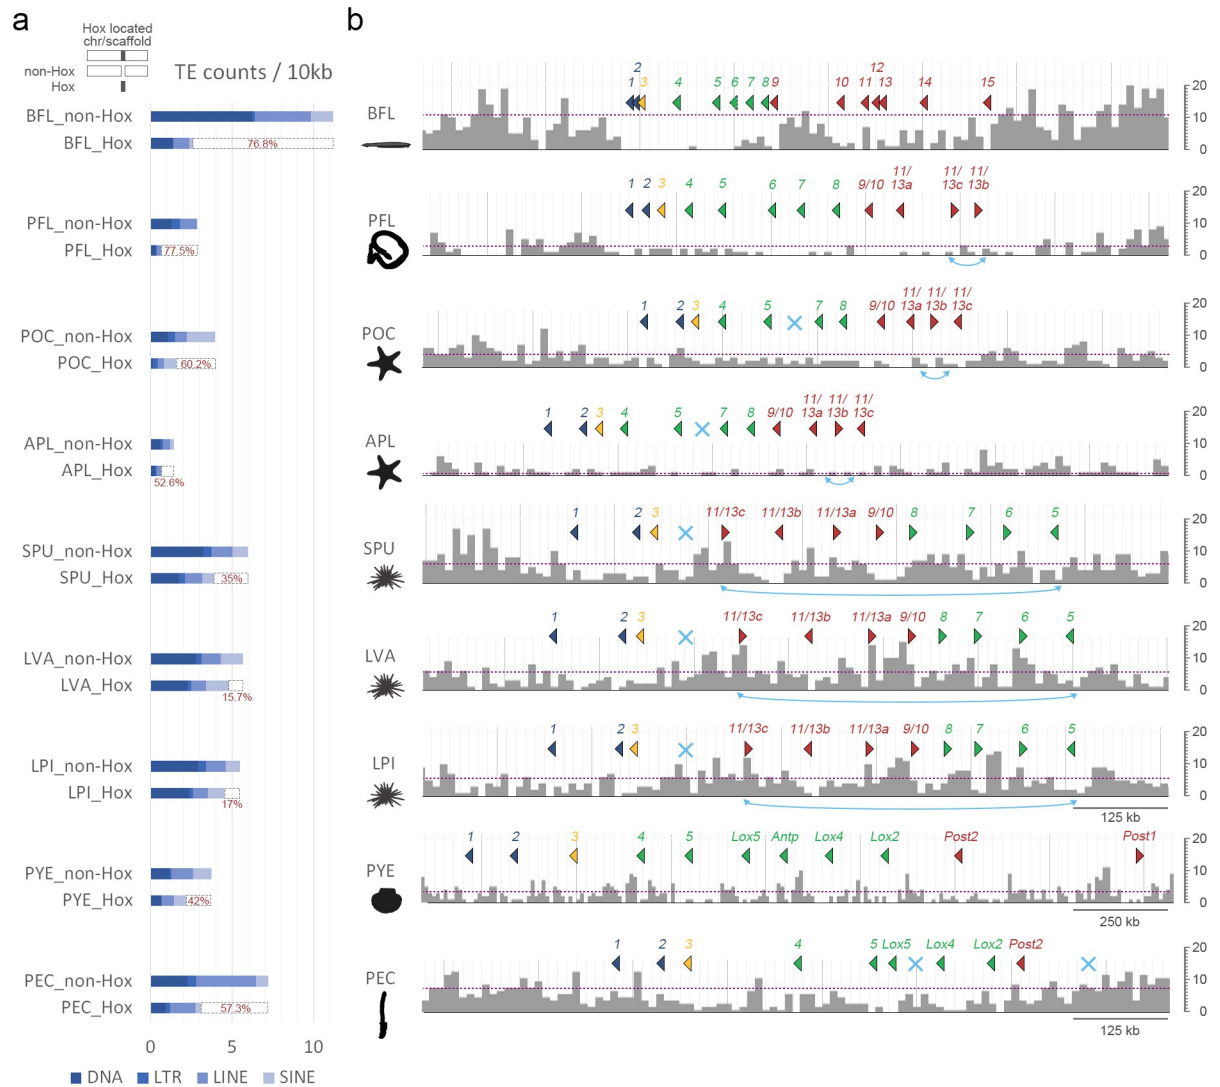 a
Hox located
chr/scaffold
non-Hox
Hox
TE counts / 10kb
BFL_non-Hox
BFL_Hox
76.8%
PFL_non-Hox
PFL_Hox
77.5%
POC_non-Hox
POC_Hox
60.2%
APL_non-Hox
APL_Hox
52.6%
SPU_non-Hox
SPU_Hox
35%
LVA_non-Hox
LVA_Hox
15.7%
LPI_non-Hox
LPI_Hox
17%
PYE_non-Hox
PYE_Hox
42%
PEC_non-Hox
PEC_Hox
57.3%
0 5 10
DNA LTR LINE SINE
b
BFL
2 12
1 3 4 5 6 7 8 9 10 11 13 14 15
20
10
0
PFL
11/ 11/ 11/
1 2 3 4 5 6 7 8 9/10 13a 13c 13b
20
10
0
POC
11/ 11/ 11/
1 2 3 4 5 7 8 9/10 13a 13b 13c
20
10
0
APL
11/ 11/ 11/
1 2 3 4 5 7 8 9/10 13a 13b 13c
20
10
0
SPU
1 2 3 11/13c 11/13b 11/13a 9/10 8 7 6 5
20
10
0
LVA
1 2 3 11/13c 11/13b 11/13a 9/10 8 7 6 5
20
10
0
LPI
1 2 3 11/13c 11/13b 11/13a 9/10 8 7 6 5
20
10
0
125 kb
PYE
1 2 3 4 5 Lox5 Antp Lox4 Lox2 Post2 Post1
20
10
0
250 kb
PEC
1 2 3 4 5 Lox5 Lox4 Lox2 Post2
20
10
0
125 kb